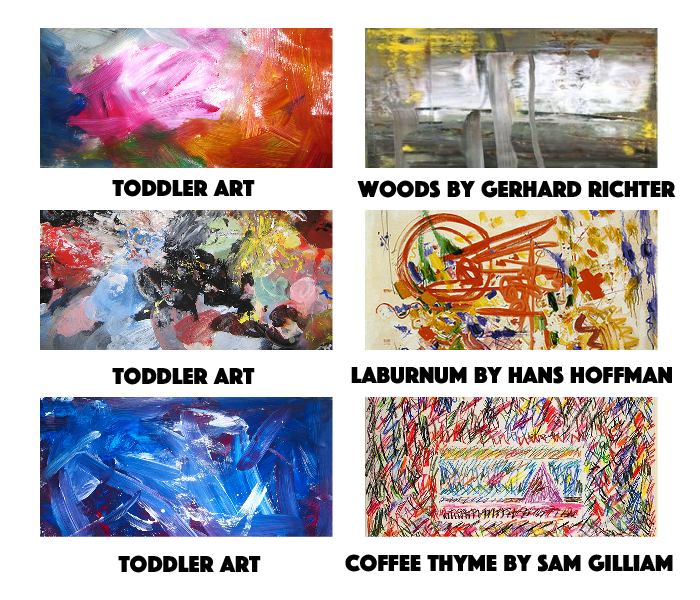 TODDLER ART
WOODS BY GERHARD RICHTER
TODDLER ART
LABURNUM BY HANS HOFFMAN
TODDLER ART
COFFEE THYME BY SAM GILLIAM